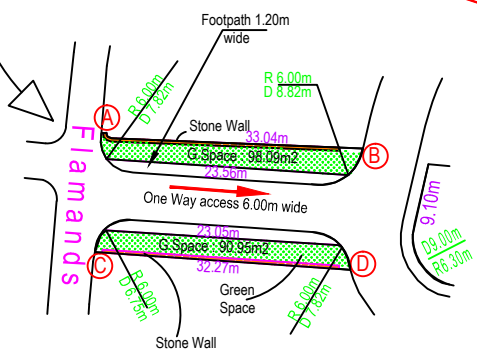 Footpath 1.20m
wide
R 6.00m
D 7.82m
R 6.00m
D 8.82m
A
Stone Wall
33.04m
B
G.Space : 98.09m2
23.56m
Flamands
One Way access 6.00m wide
9.10m
D9.00m
R6.30m
23.05m
G.Space : 90.95m2
C
32.27m
D
R 6.00m
D 6.75m
Green
Space
R 6.00m
D 7.82m
Stone Wall